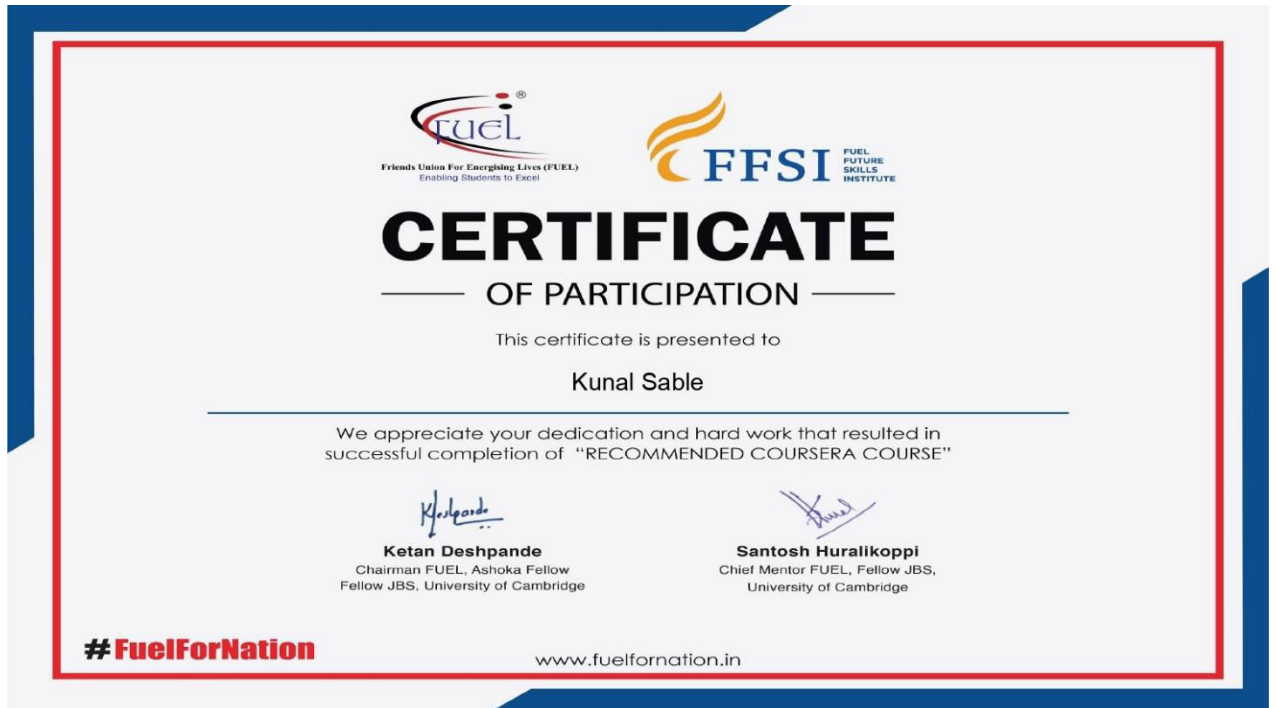 FUEL ®
Friends Union For Energising Lives (FUEL)
Enabling Students to Excel
FFSI
FUEL
FUTURE
SKILLS
INSTITUTE
CERTIFICATE
OF PARTICIPATION
This certificate is presented to
Kunal Sable
We appreciate your dedication and hard work that resulted in
successful completion of “RECOMMENDED COURSERA COURSE”
Ketan Deshpande
Chairman FUEL, Ashoka Fellow
Fellow JBS, University of Cambridge
Santosh Huralikoppi
Chief Mentor FUEL, Fellow JBS,
University of Cambridge
#FuelForNation
www.fuelfornation.in